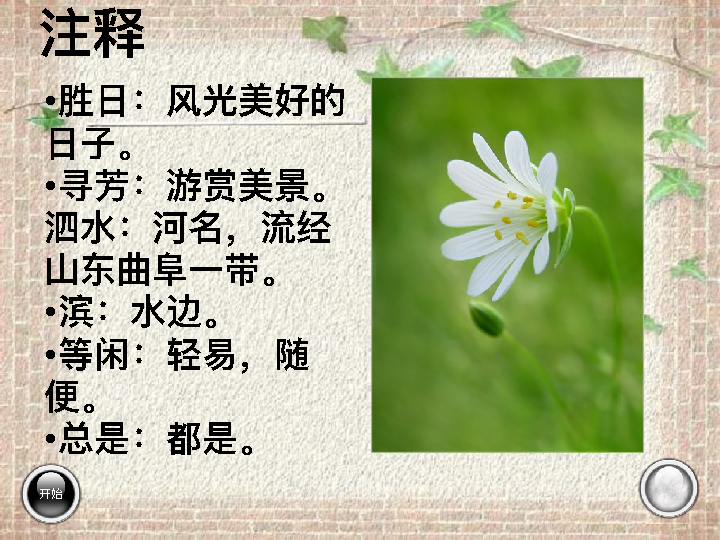 注释
•胜日：风光美好的
日子。
•寻芳：游赏美景。
泗水：河名，流经
山东曲阜一带。
•滨：水边。
•等闲：轻易，随
便。
•总是：都是。
开始